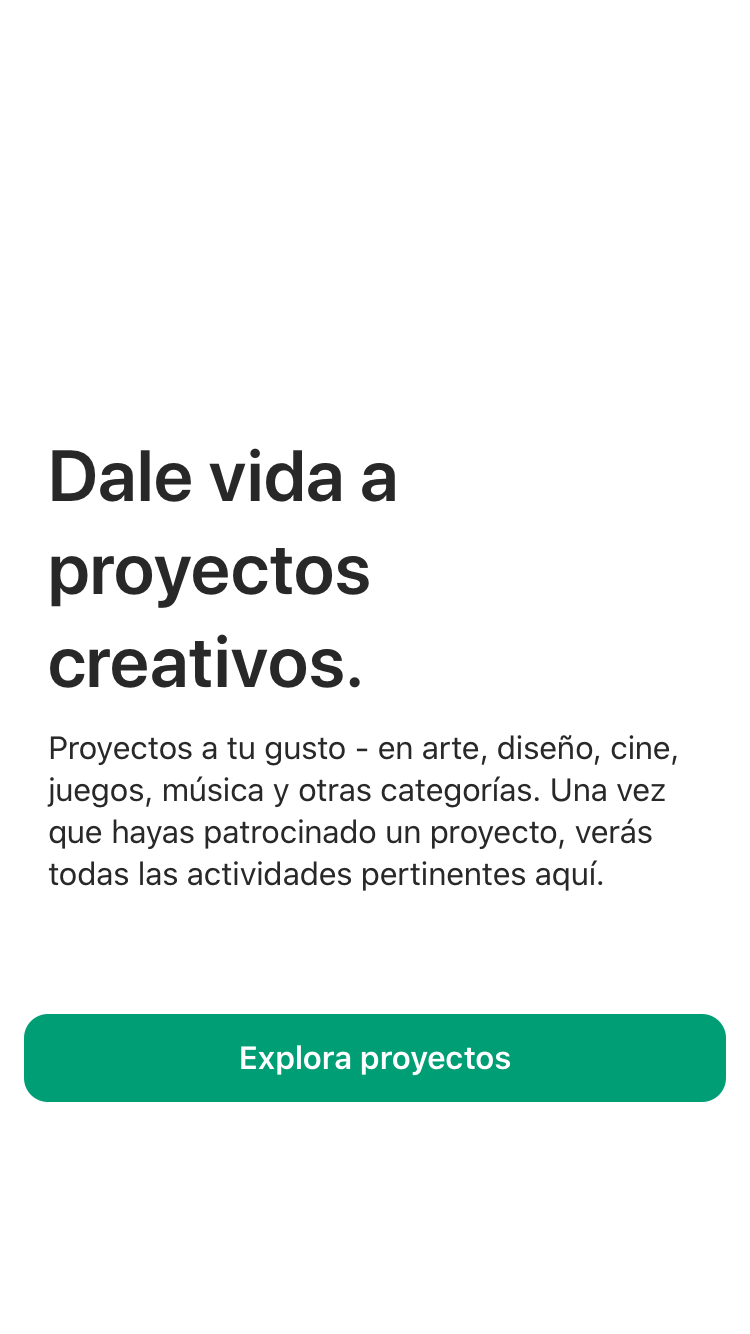 Dale vida a
proyectos
creativos.
Proyectos a tu gusto - en arte, diseño, cine,
juegos, música y otras categorías. Una vez
que hayas patrocinado un proyecto, verás
todas las actividades pertinentes aquí.
Explora proyectos